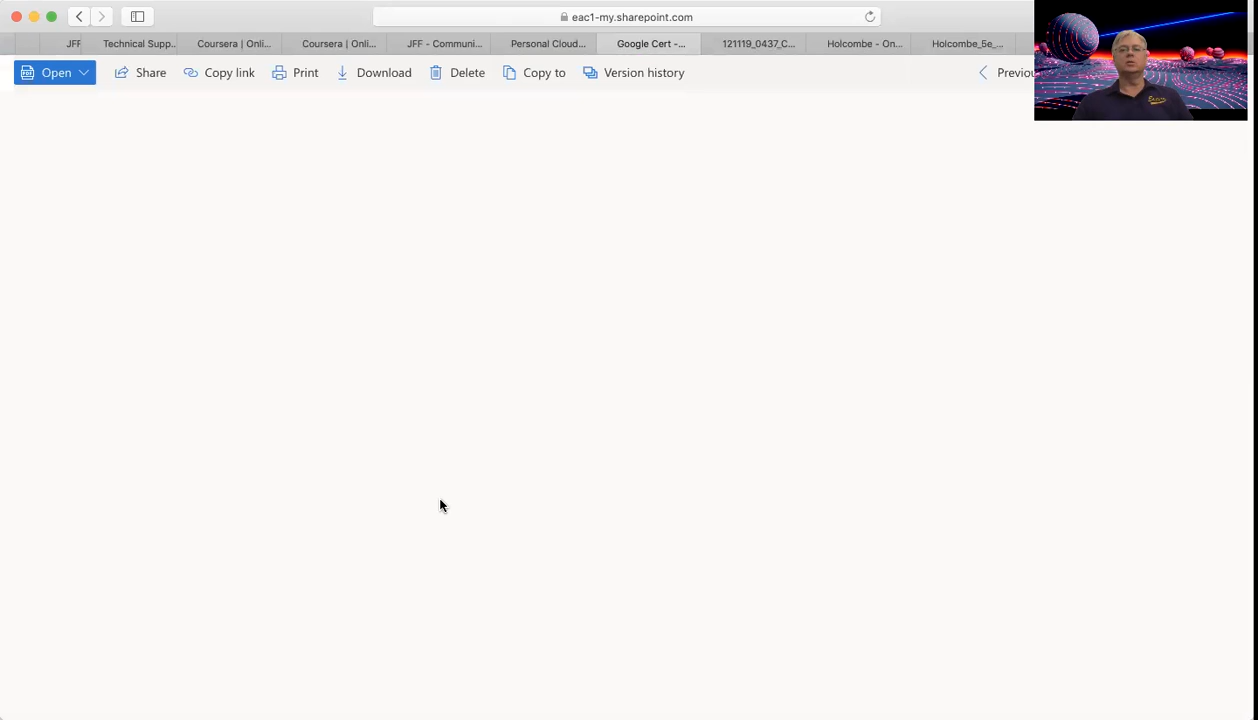 eac1-my.sharepoint.com
JFF
Technical Supp...
Coursera | Onli...
Coursera | Onli...
JFF - Communi...
Personal Cloud...
Google Cert -...
121119_0437_C...
Holcombe - On...
Holcombe_5e_...
Open
Share
Copy link
Print
Download
Delete
Copy to
Version history
Previou